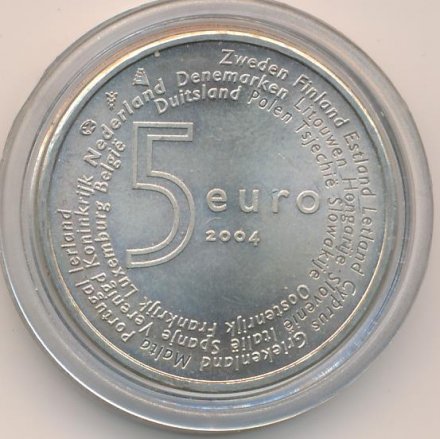 Zweden Finland Estland Letland Cyprus Griekenland Malta Portugal Ierland
Denemarken Litouwen Hongarije Slovenië Italië Spanje Verenigd Koninkrijk Nederland
Duitsland Polen Tsjechië Slowakije Oostenrijk Frankrijk Luxemburg België
5 euro
2004